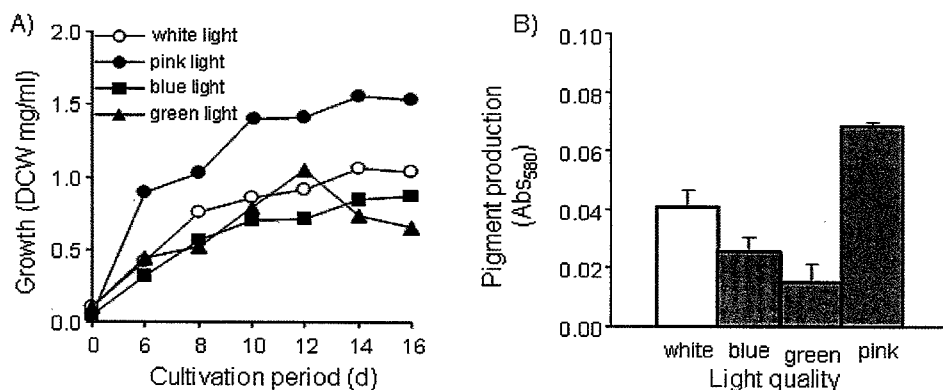 A)
2.0
1.5
1.0
0.5
0.0
Growth (DCW mg/ml)
white light
pink light
blue light
green light
0 6 8 10 12 14 16
Cultivation period (d)
B)
0.10
0.08
0.06
0.04
0.02
0.00
Pigment production
(Abs580)
white blue green pink
Light quality